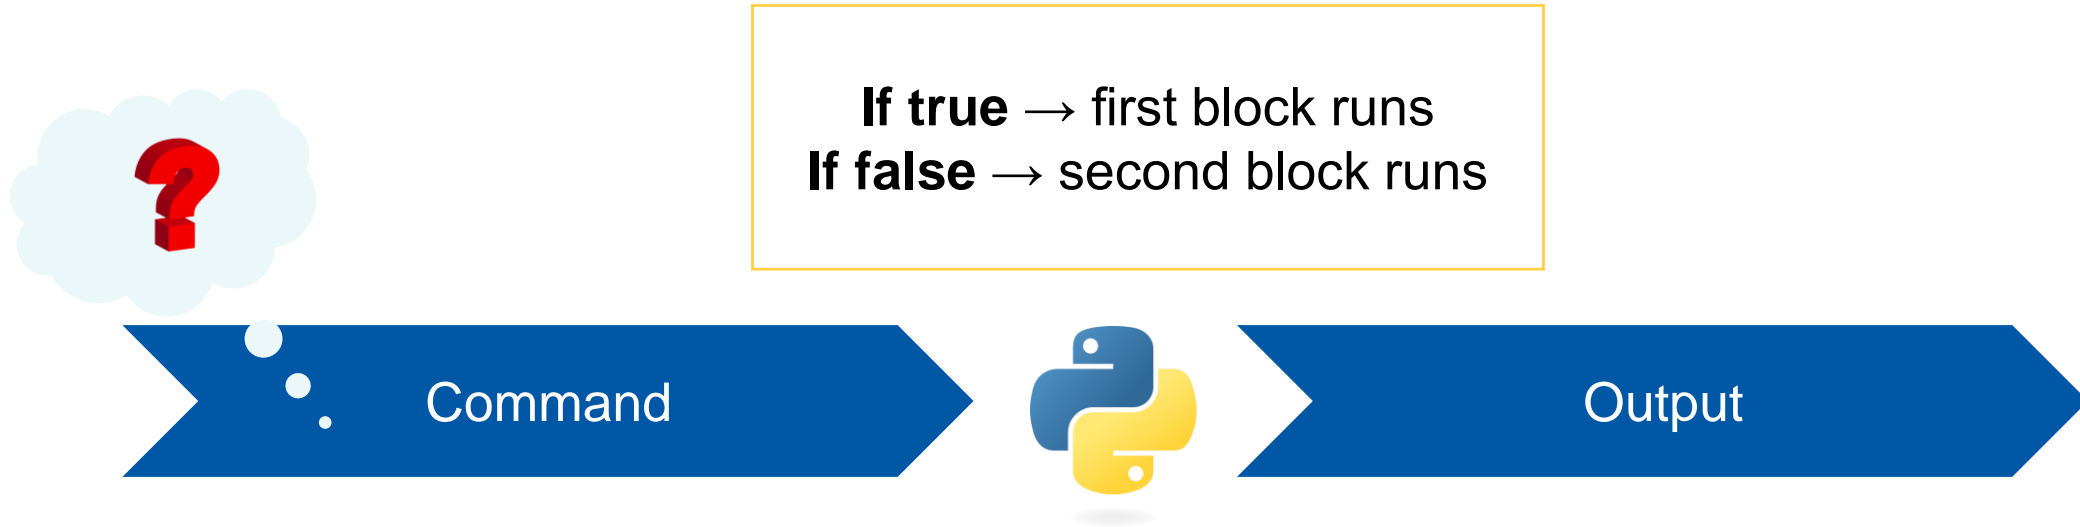 If true → first block runs
If false → second block runs
Command
Output